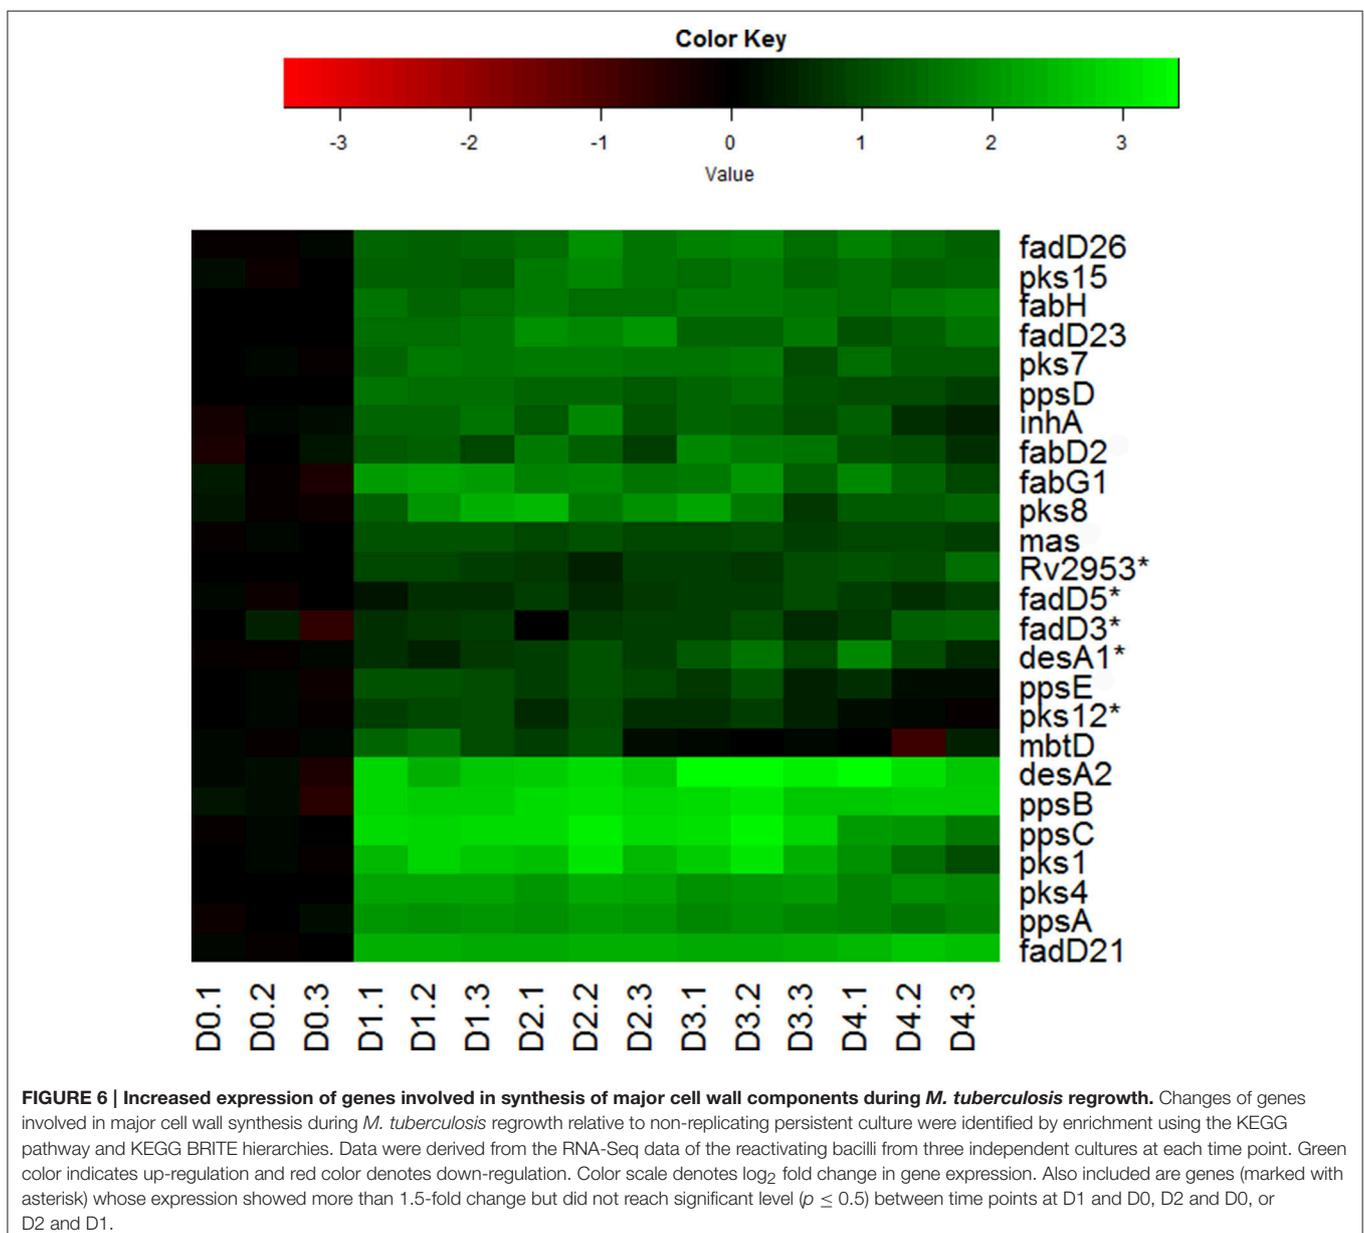 Color Key
-3 -2 -1 0 1 2 3
Value
fadD26
pks15
fabH
fadD23
pks7
ppsD
inhA
fabD2
fabG1
pks8
mas
Rv2953*
fadD5*
fadD3*
desA1*
ppsE
pks12*
mbtD
desA2
ppsB
ppsC
pks1
pks4
ppsA
fadD21
D0.1 D0.2 D0.3 D1.1 D1.2 D1.3 D2.1 D2.2 D2.3 D3.1 D3.2 D3.3 D4.1 D4.2 D4.3
FIGURE 6 | Increased expression of genes involved in synthesis of major cell wall components during M. tuberculosis regrowth. Changes of genes
involved in major cell wall synthesis during M. tuberculosis regrowth relative to non-replicating persistent culture were identified by enrichment using the KEGG
pathway and KEGG BRITE hierarchies. Data were derived from the RNA-Seq data of the reactivating bacilli from three independent cultures at each time point. Green
color indicates up-regulation and red color denotes down-regulation. Color scale denotes log2 fold change in gene expression. Also included are genes (marked with
asterisk) whose expression showed more than 1.5-fold change but did not reach significant level (p ≤ 0.5) between time points at D1 and D0, D2 and D0, or
D2 and D1.